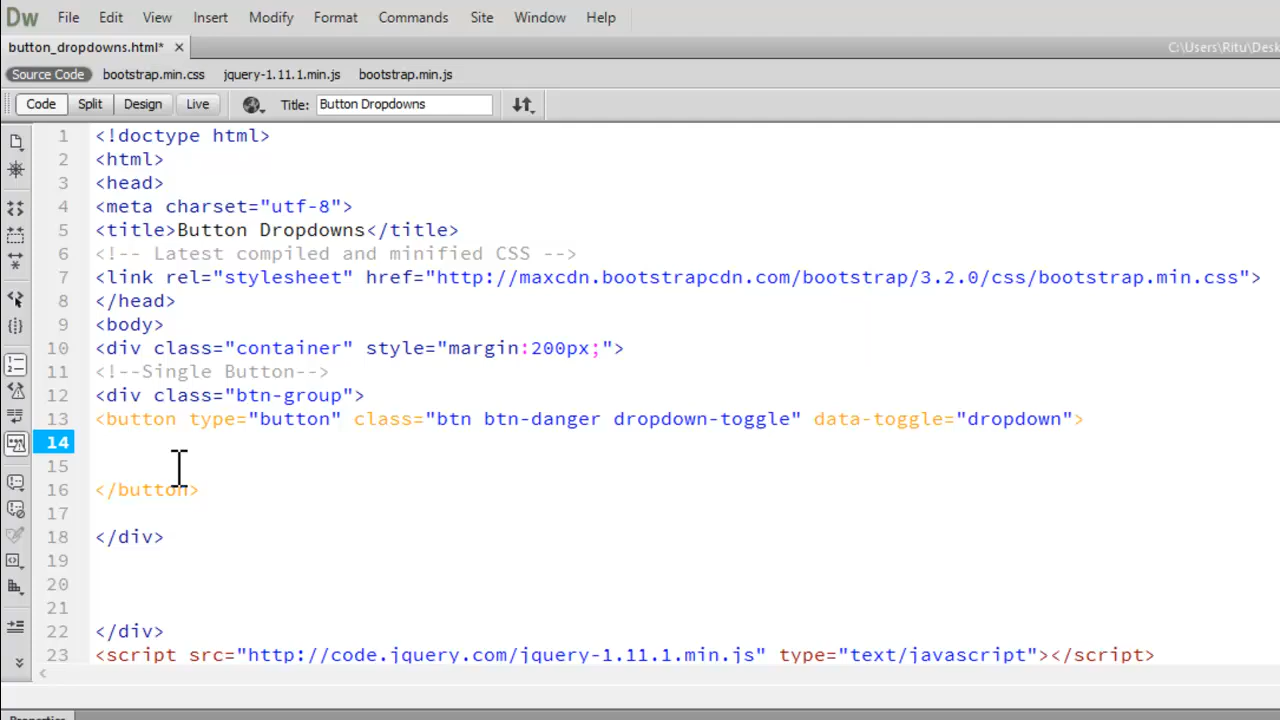 Dw File Edit View Insert Modify Format Commands Site Window Help
button_dropdowns.html* × C:\Users\Ritu\Desk
Source Code bootstrap.min.css jquery-1.11.1.min.js bootstrap.min.js
Code Split Design Live Title: Button Dropdowns
1 <!doctype html>
2 <html>
3 <head>
4 <meta charset="utf-8">
5 <title>Button Dropdowns</title>
6 <!-- Latest compiled and minified CSS -->
7 <link rel="stylesheet" href="http://maxcdn.bootstrapcdn.com/bootstrap/3.2.0/css/bootstrap.min.css">
8 </head>
9 <body>
10 <div class="container" style="margin:200px;">
11 <!--Single Button-->
12 <div class="btn-group">
13 <button type="button" class="btn btn-danger dropdown-toggle" data-toggle="dropdown">
14
15
16 </button>
17
18 </div>
19
20
21
22 </div>
23 <script src="http://code.jquery.com/jquery-1.11.1.min.js" type="text/javascript"></script>
Properties